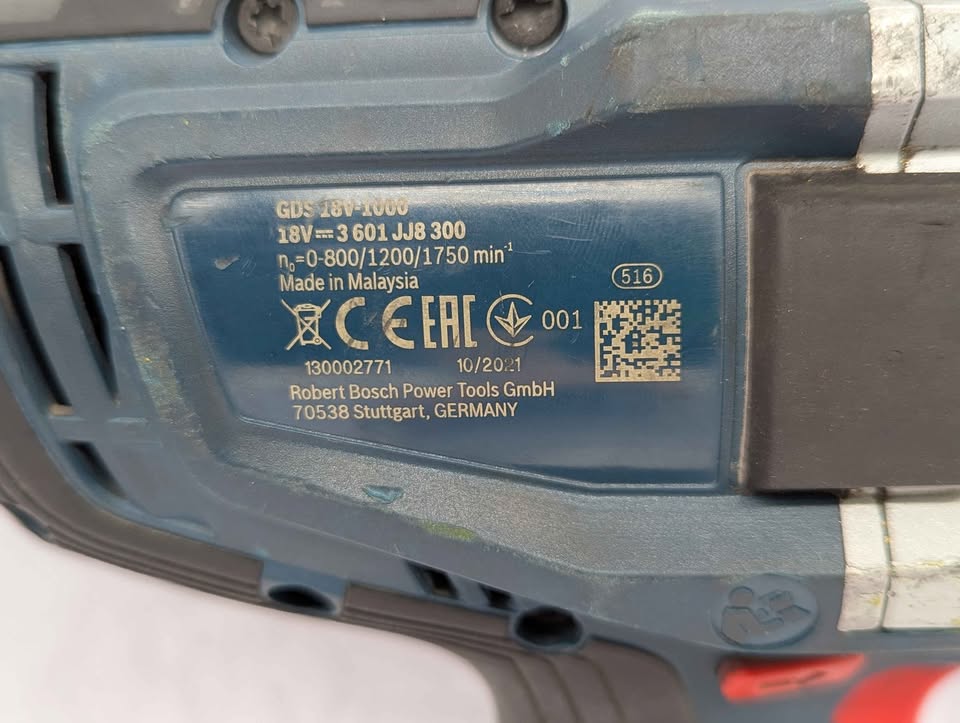 GDS 18V-1000
18V⎓3 601 JJ8 300
n₀=0-800/1200/1750 min⁻¹
Made in Malaysia
516
CE EAC 001
130002771 10/2021
Robert Bosch Power Tools GmbH
70538 Stuttgart, GERMANY